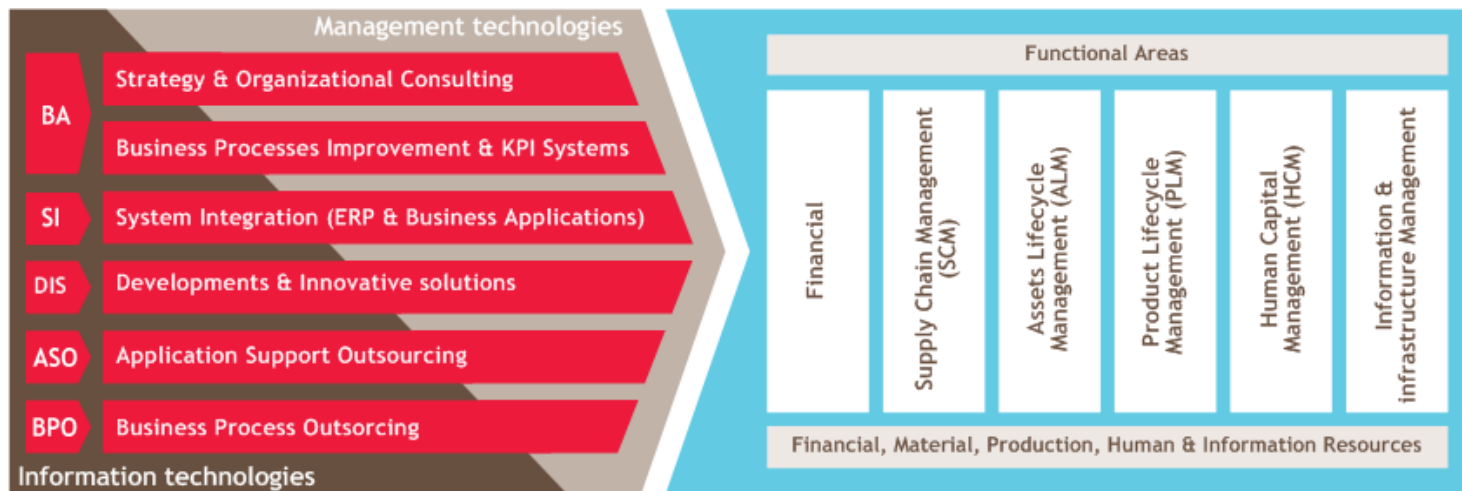 Management technologies
BA
Strategy & Organizational Consulting
Business Processes Improvement & KPI Systems
SI
System Integration (ERP & Business Applications)
DIS
Developments & Innovative solutions
ASO
Application Support Outsourcing
BPO
Business Process Outsorcing
Information technologies
Functional Areas
Financial
Supply Chain Management
(SCM)
Assets Lifecycle
Management (ALM)
Product Lifecycle
Management (PLM)
Human Capital
Management (HCM)
Information &
infrastructure Management
Financial, Material, Production, Human & Information Resources